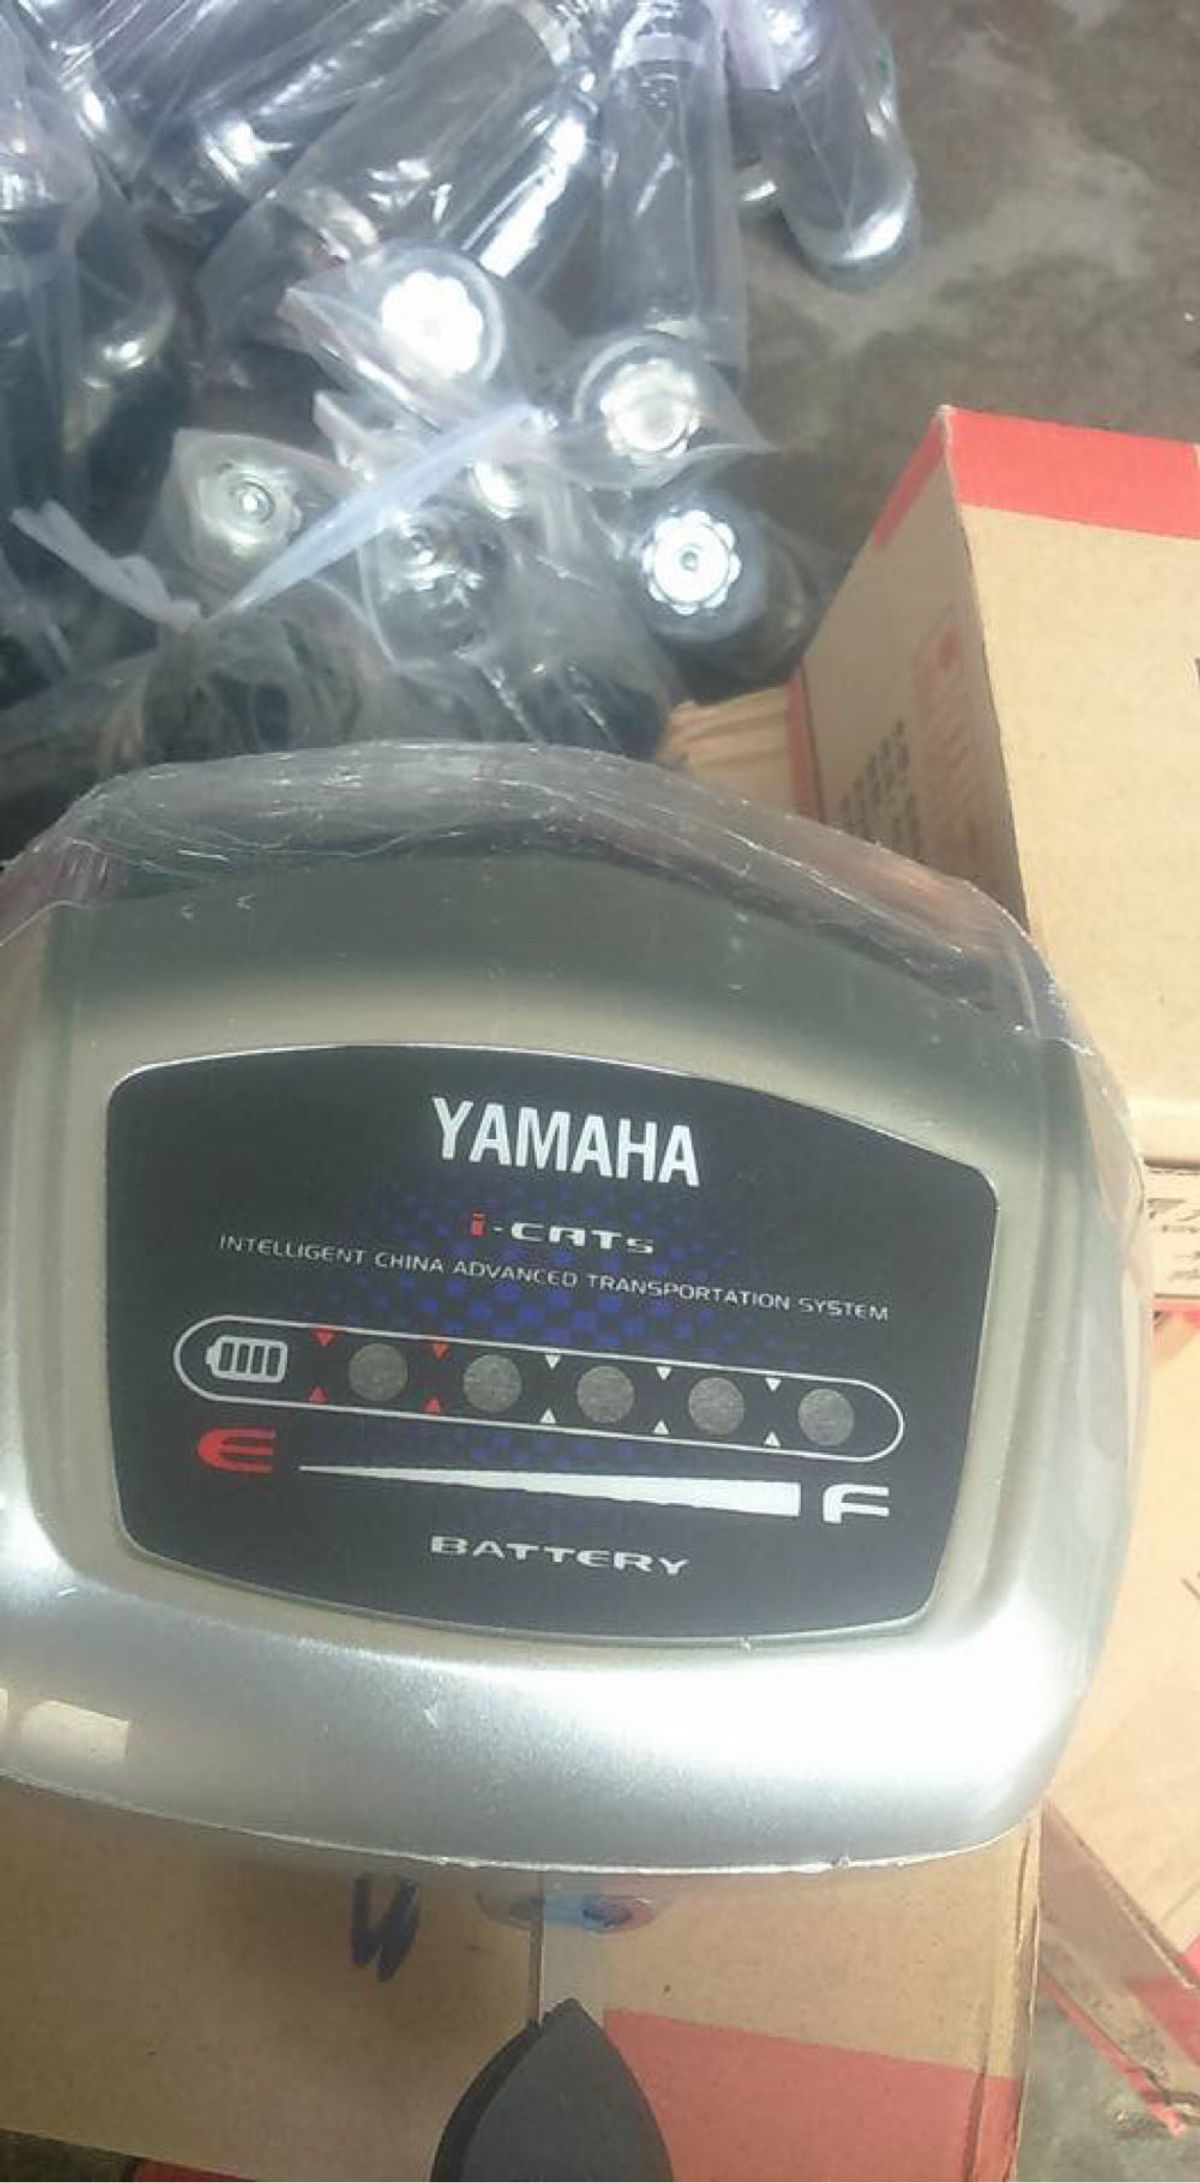 YAMAHA
i-CATS
INTELLIGENT CHINA ADVANCED TRANSPORTATION SYSTEM
E F
BATTERY